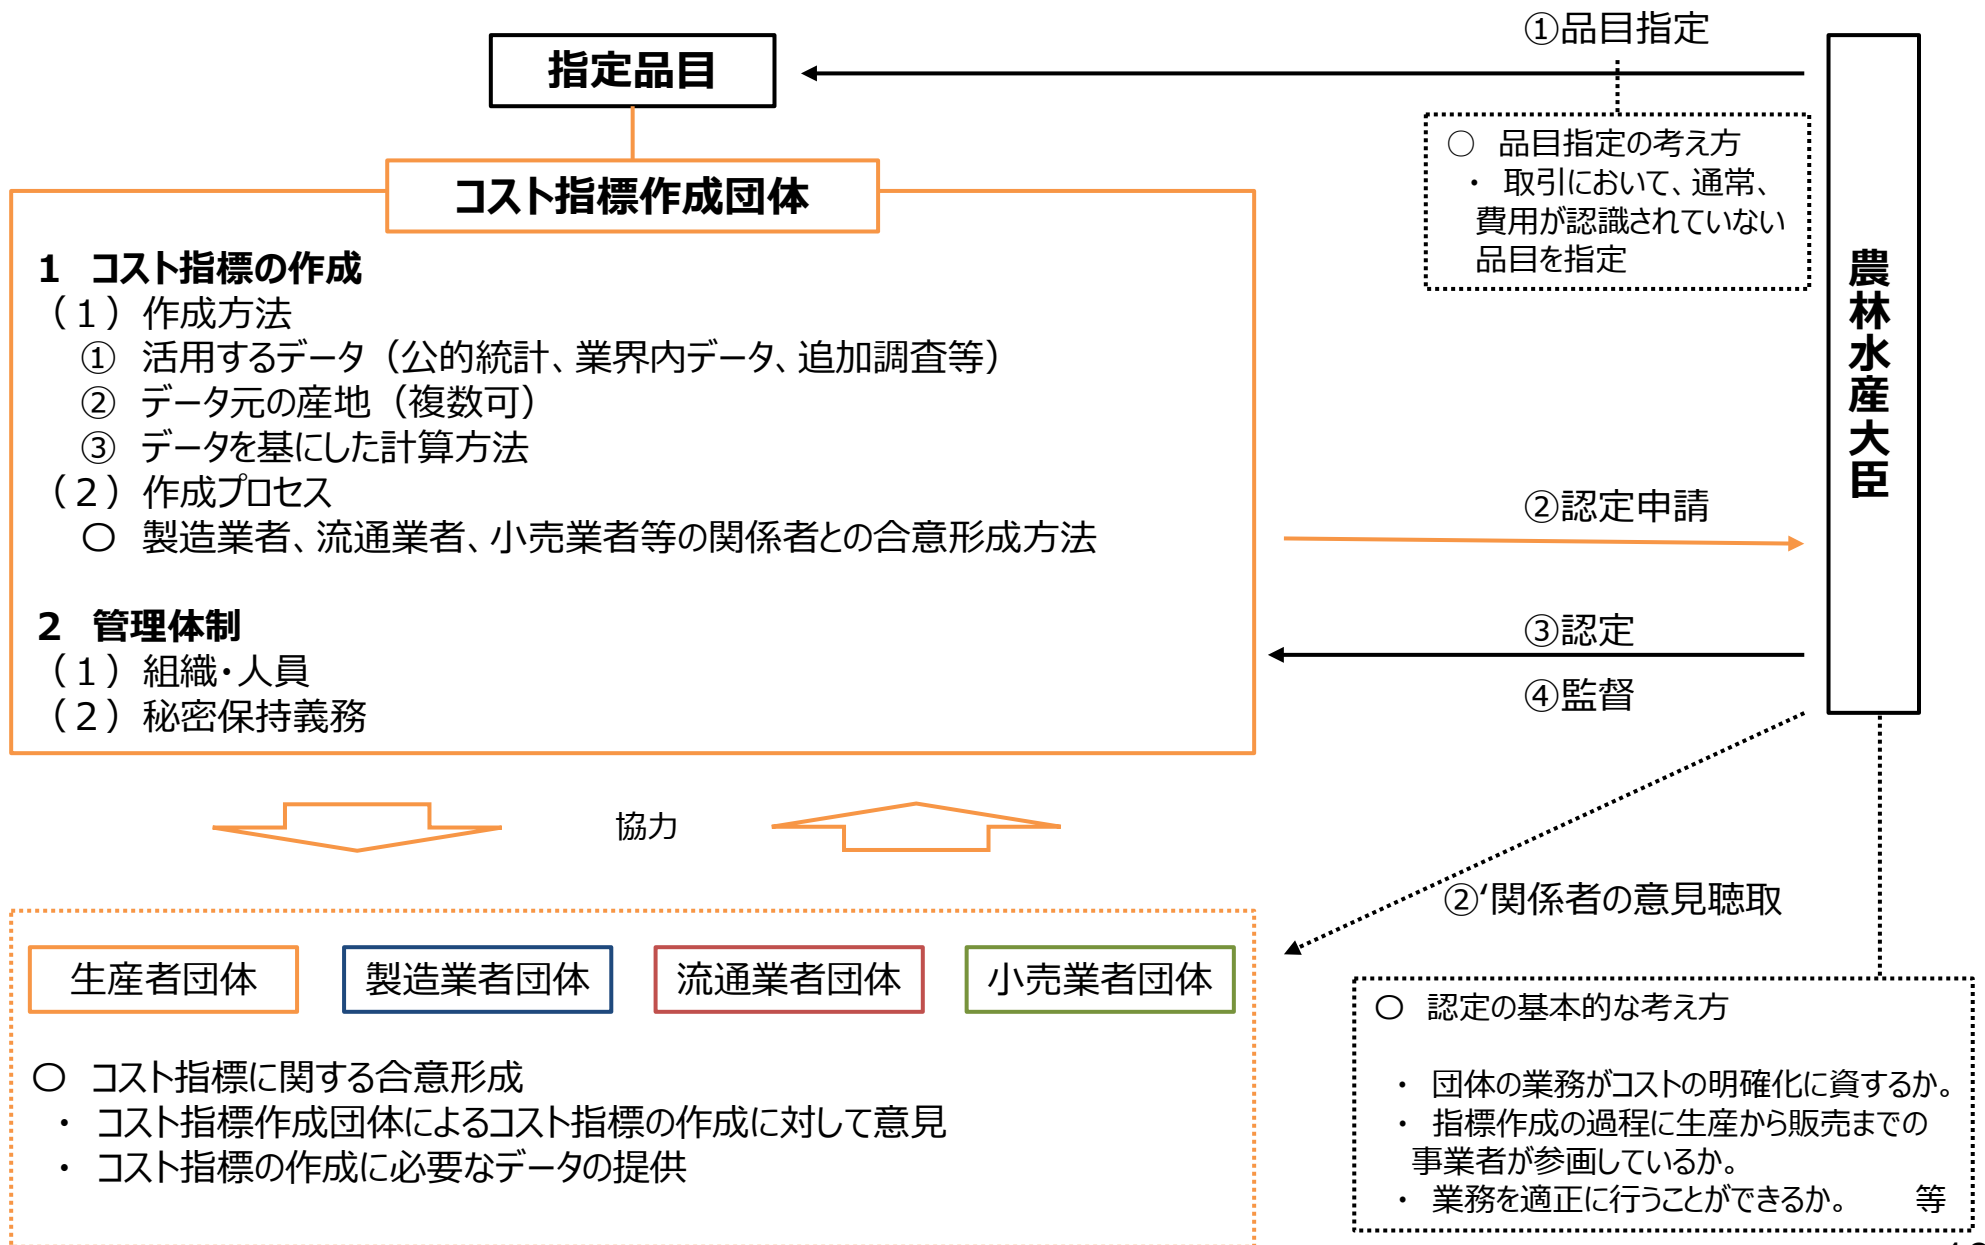 ①品目指定
指定品目
○ 品目指定の考え方
・ 取引において、通常、
費用が認識されていない
品目を指定
農林水産大臣
コスト指標作成団体
1 コスト指標の作成
（1）作成方法
① 活用するデータ（公的統計、業界内データ、追加調査等）
② データ元の産地（複数可）
③ データを基にした計算方法
（2）作成プロセス
○ 製造業者、流通業者、小売業者等の関係者との合意形成方法
2 管理体制
（1）組織・人員
（2）秘密保持義務
②認定申請
③認定
④監督
協力
②‘関係者の意見聴取
生産者団体
製造業者団体
流通業者団体
小売業者団体
○ コスト指標に関する合意形成
・ コスト指標作成団体によるコスト指標の作成に対して意見
・ コスト指標の作成に必要なデータの提供
○ 認定の基本的な考え方
・ 団体の業務がコストの明確化に資するか。
・ 指標作成の過程に生産から販売までの
事業者が参画しているか。
・ 業務を適正に行うことができるか。 等